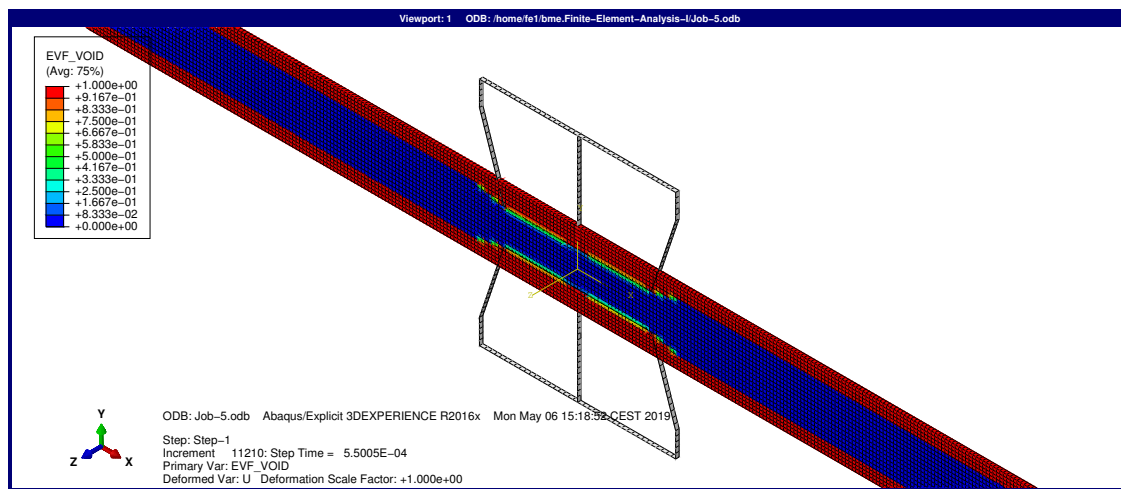 Viewport: 1 ODB: /home/fe1/bme.Finite−Element−Analysis−I/Job−5.odb
EVF_VOID
(Avg: 75%)
+1.000e+00
+9.167e−01
+8.333e−01
+7.500e−01
+6.667e−01
+5.833e−01
+5.000e−01
+4.167e−01
+3.333e−01
+2.500e−01
+1.667e−01
+8.333e−02
+0.000e+00
Z
X
ODB: Job−5.odb Abaqus/Explicit 3DEXPERIENCE R2016x Mon May 06 15:18:52 CEST 2019
Step: Step−1
Increment 11210: Step Time = 5.5005E−04
Primary Var: EVF_VOID
Deformed Var: U Deformation Scale Factor: +1.000e+00
Y
Z
X